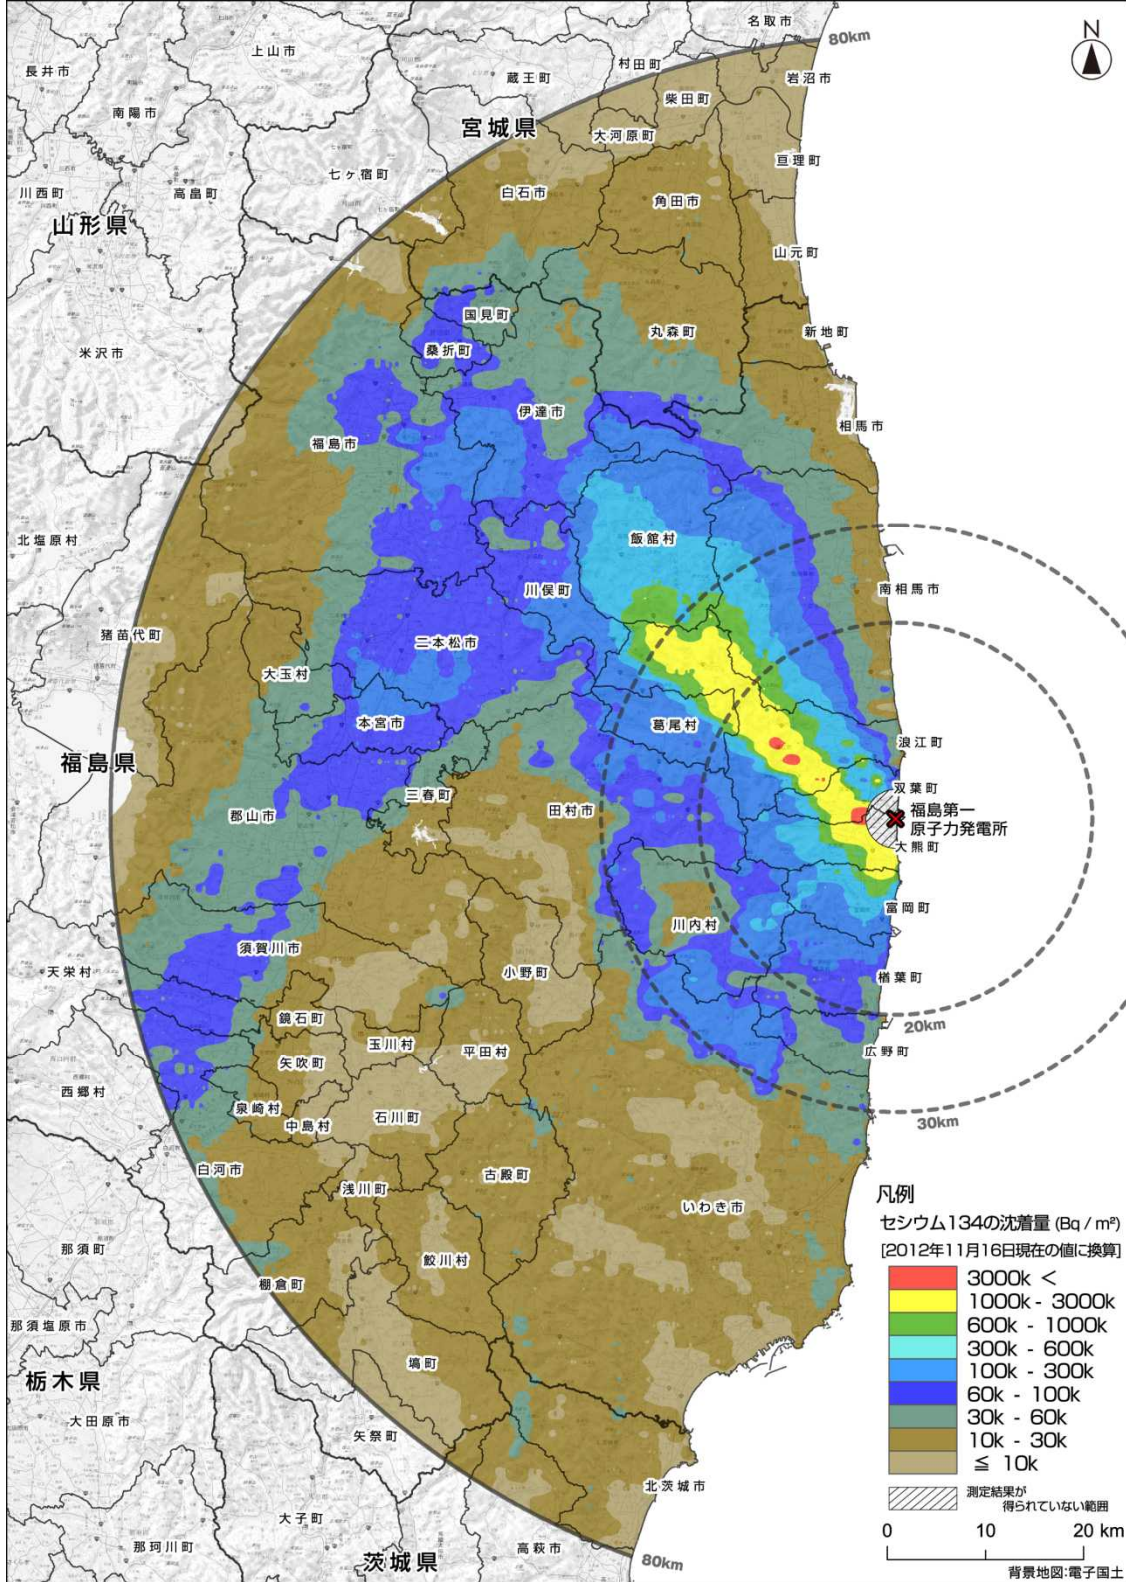 名取市
N
80km
上山市
村田町
長井市
蔵王町
岩沼市
柴田町
南陽市
宮城県
大河原町
亘理町
七ヶ宿町
川西町
高畠町
白石市
角田市
山形県
山元町
国見町
丸森町
新地町
桑折町
米沢市
伊達市
相馬市
福島市
飯舘村
北塩原村
川俣町
南相馬市
猪苗代町
二本松市
大玉村
本宮市
葛尾村
浪江町
福島県
双葉町
三春町
田村市
福島第一
原子力発電所
郡山市
大熊町
富岡町
川内村
須賀川市
天栄村
小野町
楢葉町
鏡石町
20km
玉川村
平田村
広野町
矢吹町
西郷村
泉崎村
中島村
石川町
30km
白河市
古殿町
浅川町
いわき市
那須町
鮫川村
棚倉町
那須塩原市
塙町
栃木県
大田原市
矢祭町
北茨城市
大子町
那珂川町
高萩市
茨城県
80km
凡例
セシウム134の沈着量 (Bq / m²)
[2012年11月16日現在の値に換算]
3000k <
1000k - 3000k
600k - 1000k
300k - 600k
100k - 300k
60k - 100k
30k - 60k
10k - 30k
≦ 10k
測定結果が
得られていない範囲
0 10 20 km
背景地図:電子国土